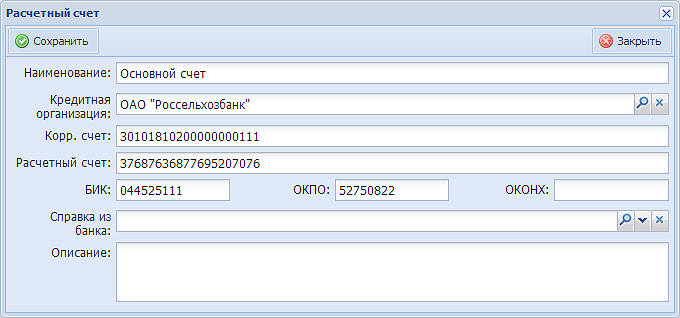 Расчетный счет
Сохранить Закрыть
Наименование: Основной счет
Кредитная
организация: ОАО "Россельхозбанк"
Корр. счет: 30101810200000000111
Расчетный счет: 37687636877695207076
БИК: 044525111 ОКПО: 52750822 ОКОНХ:
Справка из
банка:
Описание: